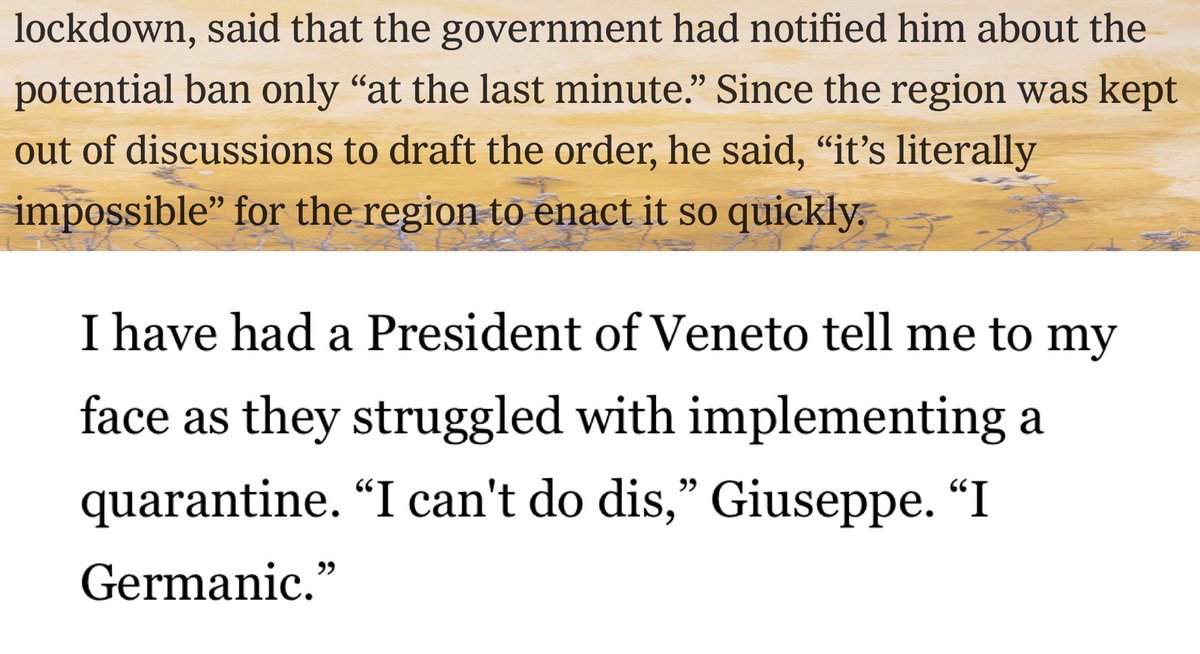 lockdown, said that the government had notified him about the
potential ban only “at the last minute.” Since the region was kept
out of discussions to draft the order, he said, “it’s literally
impossible” for the region to enact it so quickly.
I have had a President of Veneto tell me to my
face as they struggled with implementing a
quarantine. “I can't do dis,” Giuseppe. “I
Germanic.”